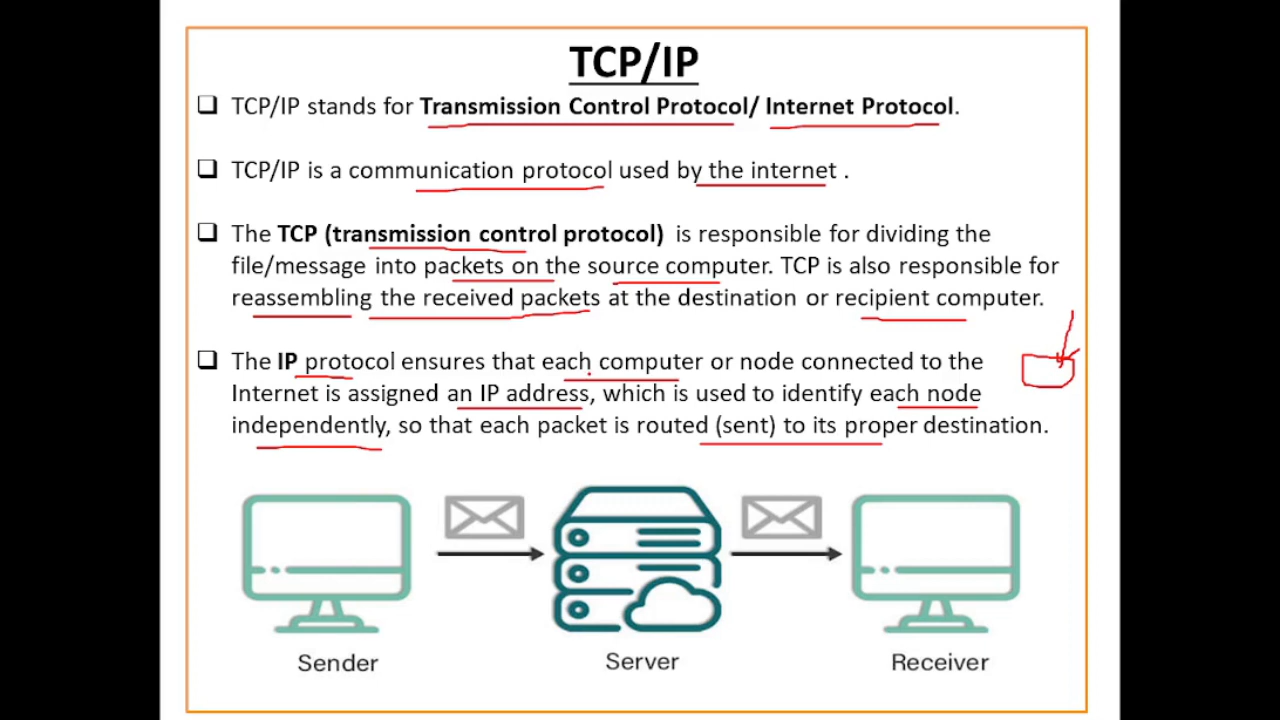 TCP/IP
❑ TCP/IP stands for Transmission Control Protocol/ Internet Protocol.
❑ TCP/IP is a communication protocol used by the internet .
❑ The TCP (transmission control protocol) is responsible for dividing the
file/message into packets on the source computer. TCP is also responsible for
reassembling the received packets at the destination or recipient computer.
❑ The IP protocol ensures that each computer or node connected to the
Internet is assigned an IP address, which is used to identify each node
independently, so that each packet is routed (sent) to its proper destination.
Sender Server Receiver